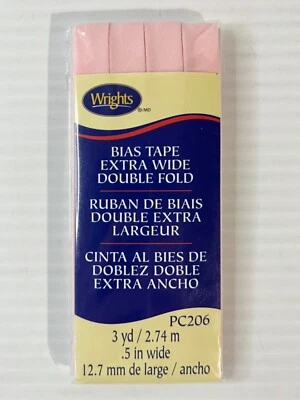 Wrights
® MD
BIAS TAPE
EXTRA WIDE
DOUBLE FOLD
RUBAN DE BIAIS
DOUBLE EXTRA
LARGEUR
CINTA AL BIES DE
DOBLEZ DOBLE
EXTRA ANCHO
PC206
3 yd / 2.74 m
.5 in wide
12.7 mm de large / ancho